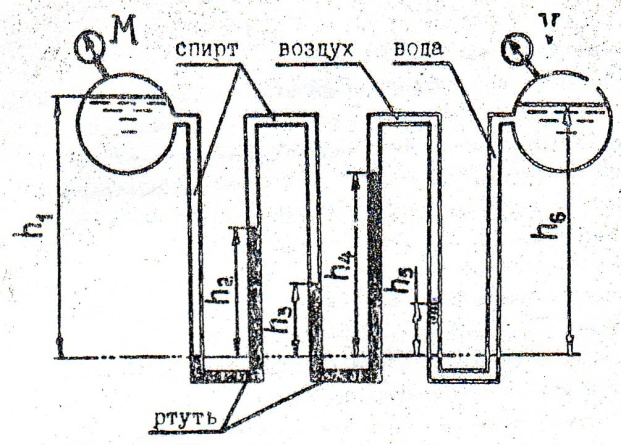 M V
спирт воздух вода
h₁ h₂ h₃ h₄ h₅ h₆
ртуть